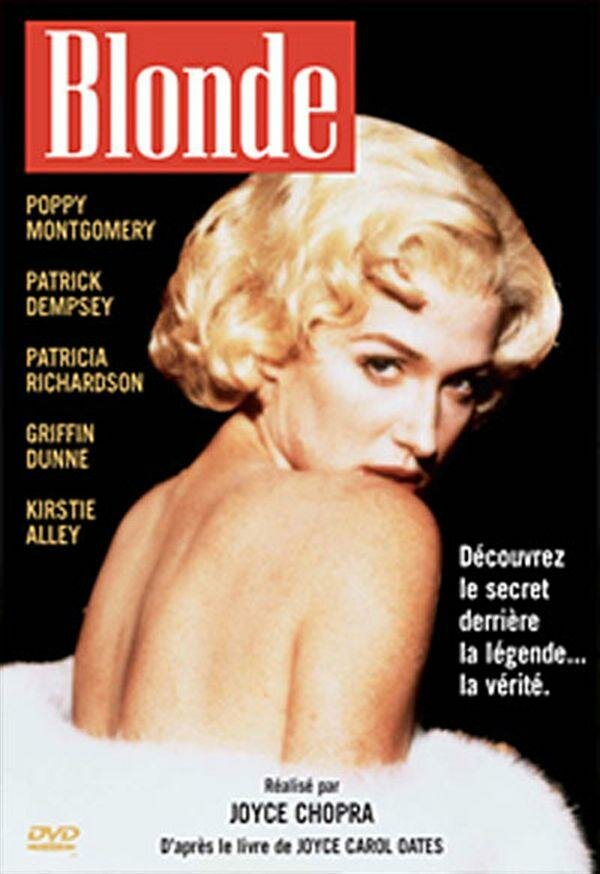 Blonde
POPPY
MONTGOMERY
PATRICK
DEMPSEY
PATRICIA
RICHARDSON
GRIFFIN
DUNNE
KIRSTIE
ALLEY
Découvrez
le secret
derrière
la légende...
la vérité.
Réalisé par
JOYCE CHOPRA
DVD
D'après le livre de JOYCE CAROL OATES